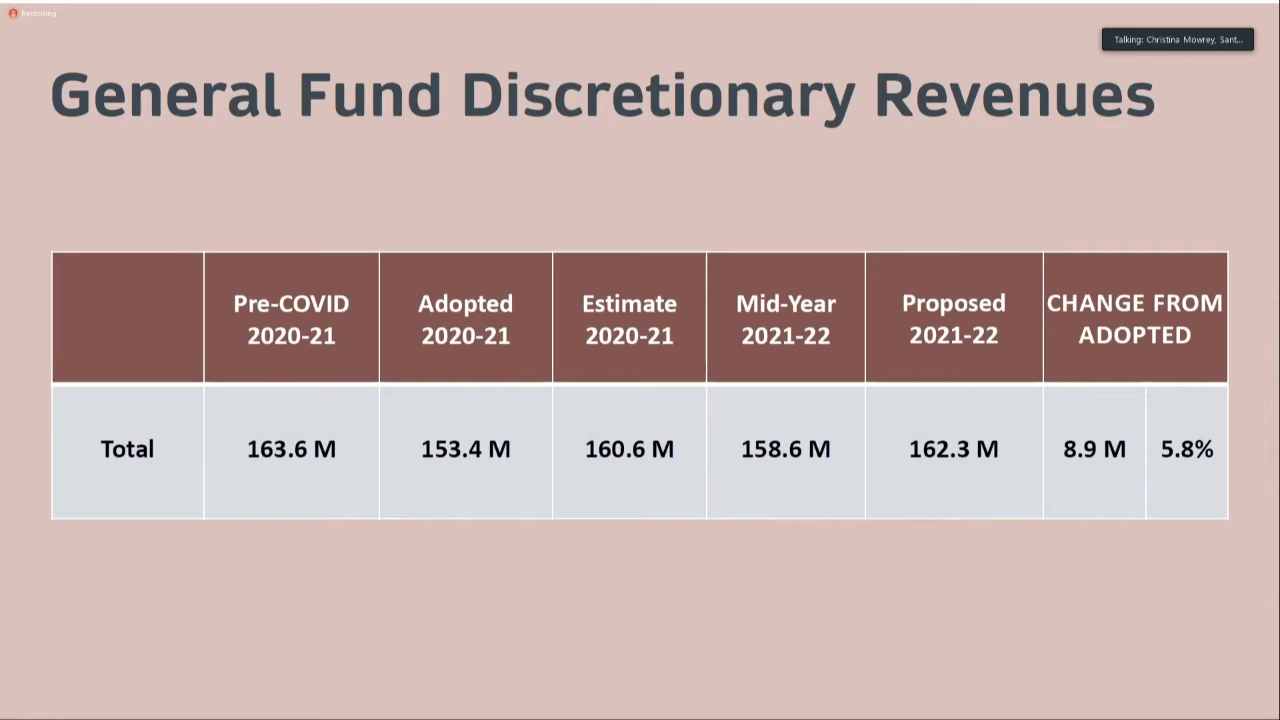 Recording
Talking: Christina Mowrey, Sant...
General Fund Discretionary Revenues
Pre-COVID
2020-21
Adopted
2020-21
Estimate
2020-21
Mid-Year
2021-22
Proposed
2021-22
CHANGE FROM
ADOPTED
Total
163.6 M
153.4 M
160.6 M
158.6 M
162.3 M
8.9 M
5.8%